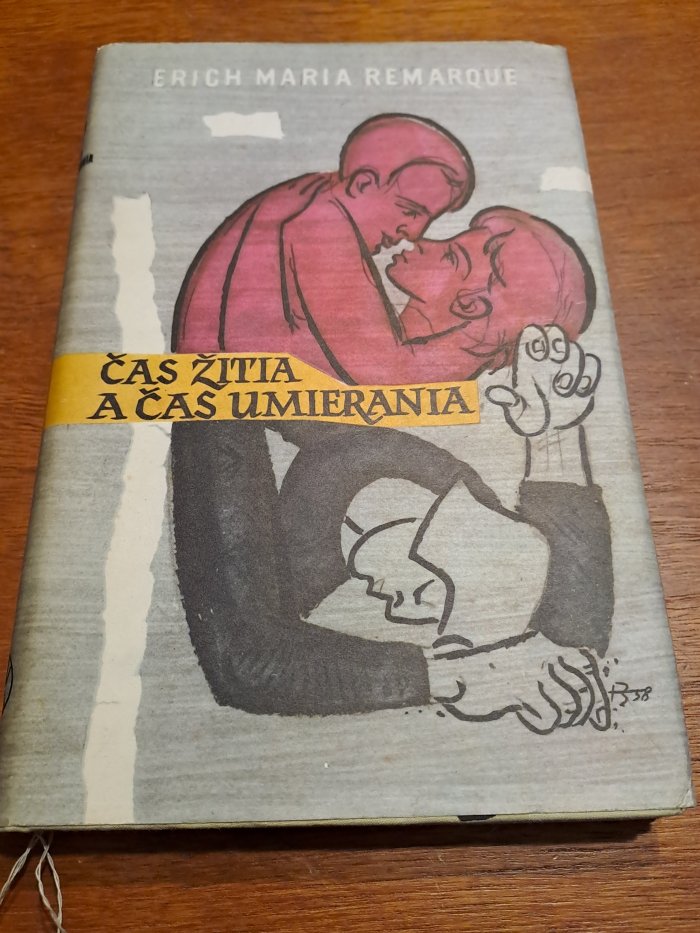 ERICH MARIA REMARQUE
ČAS ŽITIA
A ČAS UMIERANIA